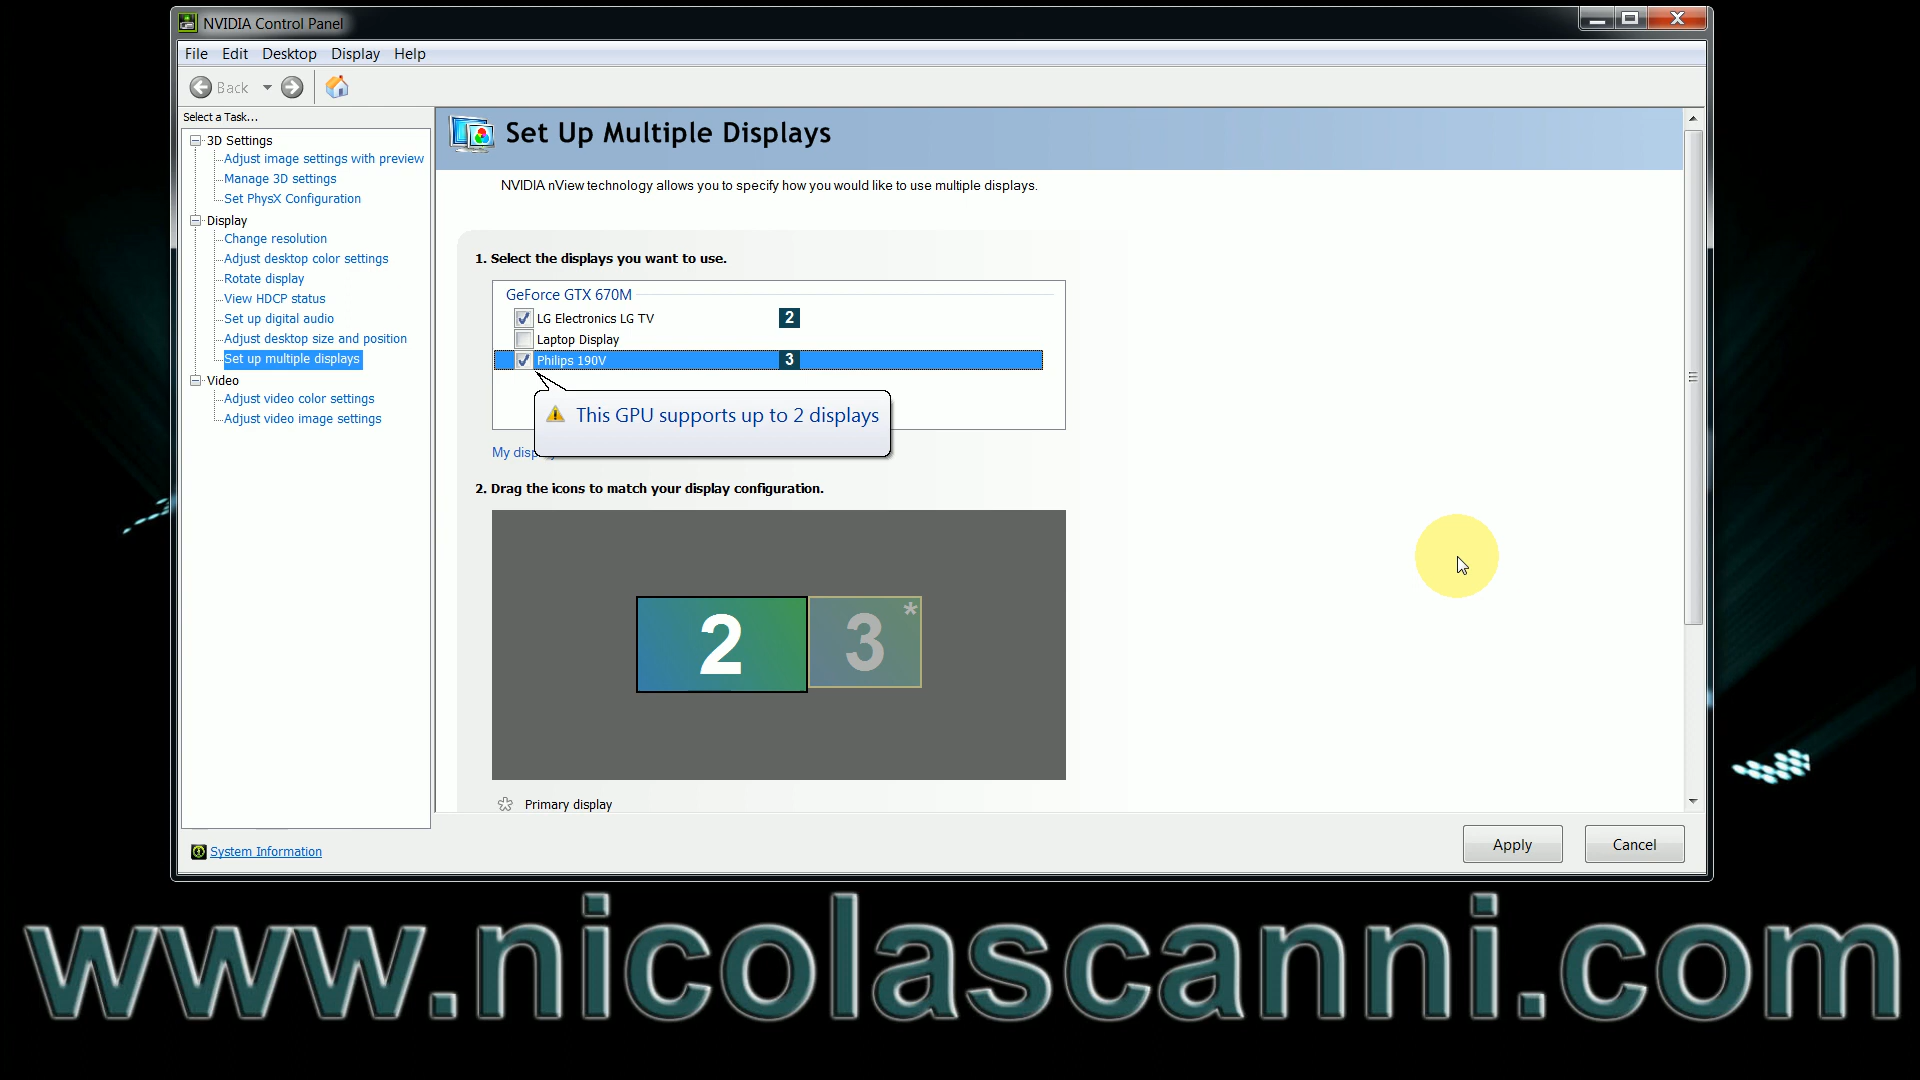 NVIDIA Control Panel
File Edit Desktop Display Help
Back
Select a Task...
3D Settings
Adjust image settings with preview
Manage 3D settings
Set PhysX Configuration
Display
Change resolution
Adjust desktop color settings
Rotate display
View HDCP status
Set up digital audio
Adjust desktop size and position
Set up multiple displays
Video
Adjust video color settings
Adjust video image settings
System Information
Set Up Multiple Displays
NVIDIA nView technology allows you to specify how you would like to use multiple displays.
1. Select the displays you want to use.
GeForce GTX 670M
LG Electronics LG TV 2
Laptop Display
Philips 190V 3
This GPU supports up to 2 displays
My
2. Drag the icons to match your display configuration.
2 3 *
Primary display
Apply Cancel
www.nicolascanni.com